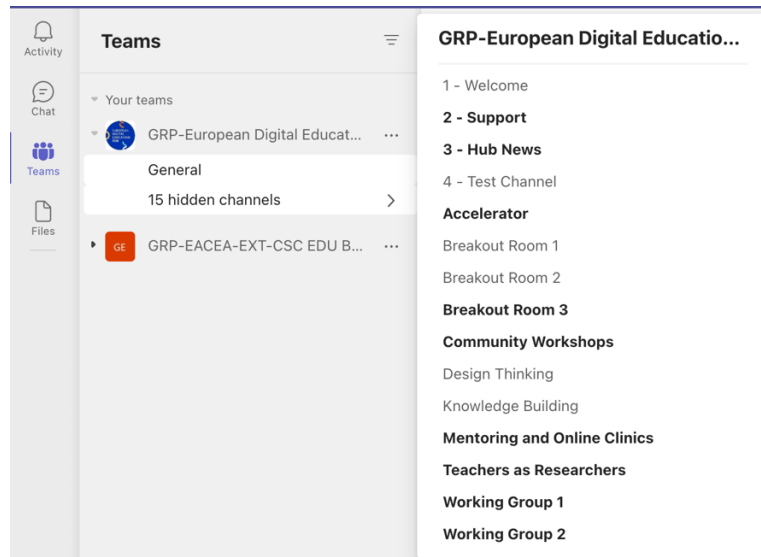 Activity
Chat
Teams
Files
Teams
Your teams
GRP-European Digital Educat...
General
15 hidden channels
GE
GRP-EACEA-EXT-CSC EDU B...
GRP-European Digital Educatio...
1 - Welcome
2 - Support
3 - Hub News
4 - Test Channel
Accelerator
Breakout Room 1
Breakout Room 2
Breakout Room 3
Community Workshops
Design Thinking
Knowledge Building
Mentoring and Online Clinics
Teachers as Researchers
Working Group 1
Working Group 2